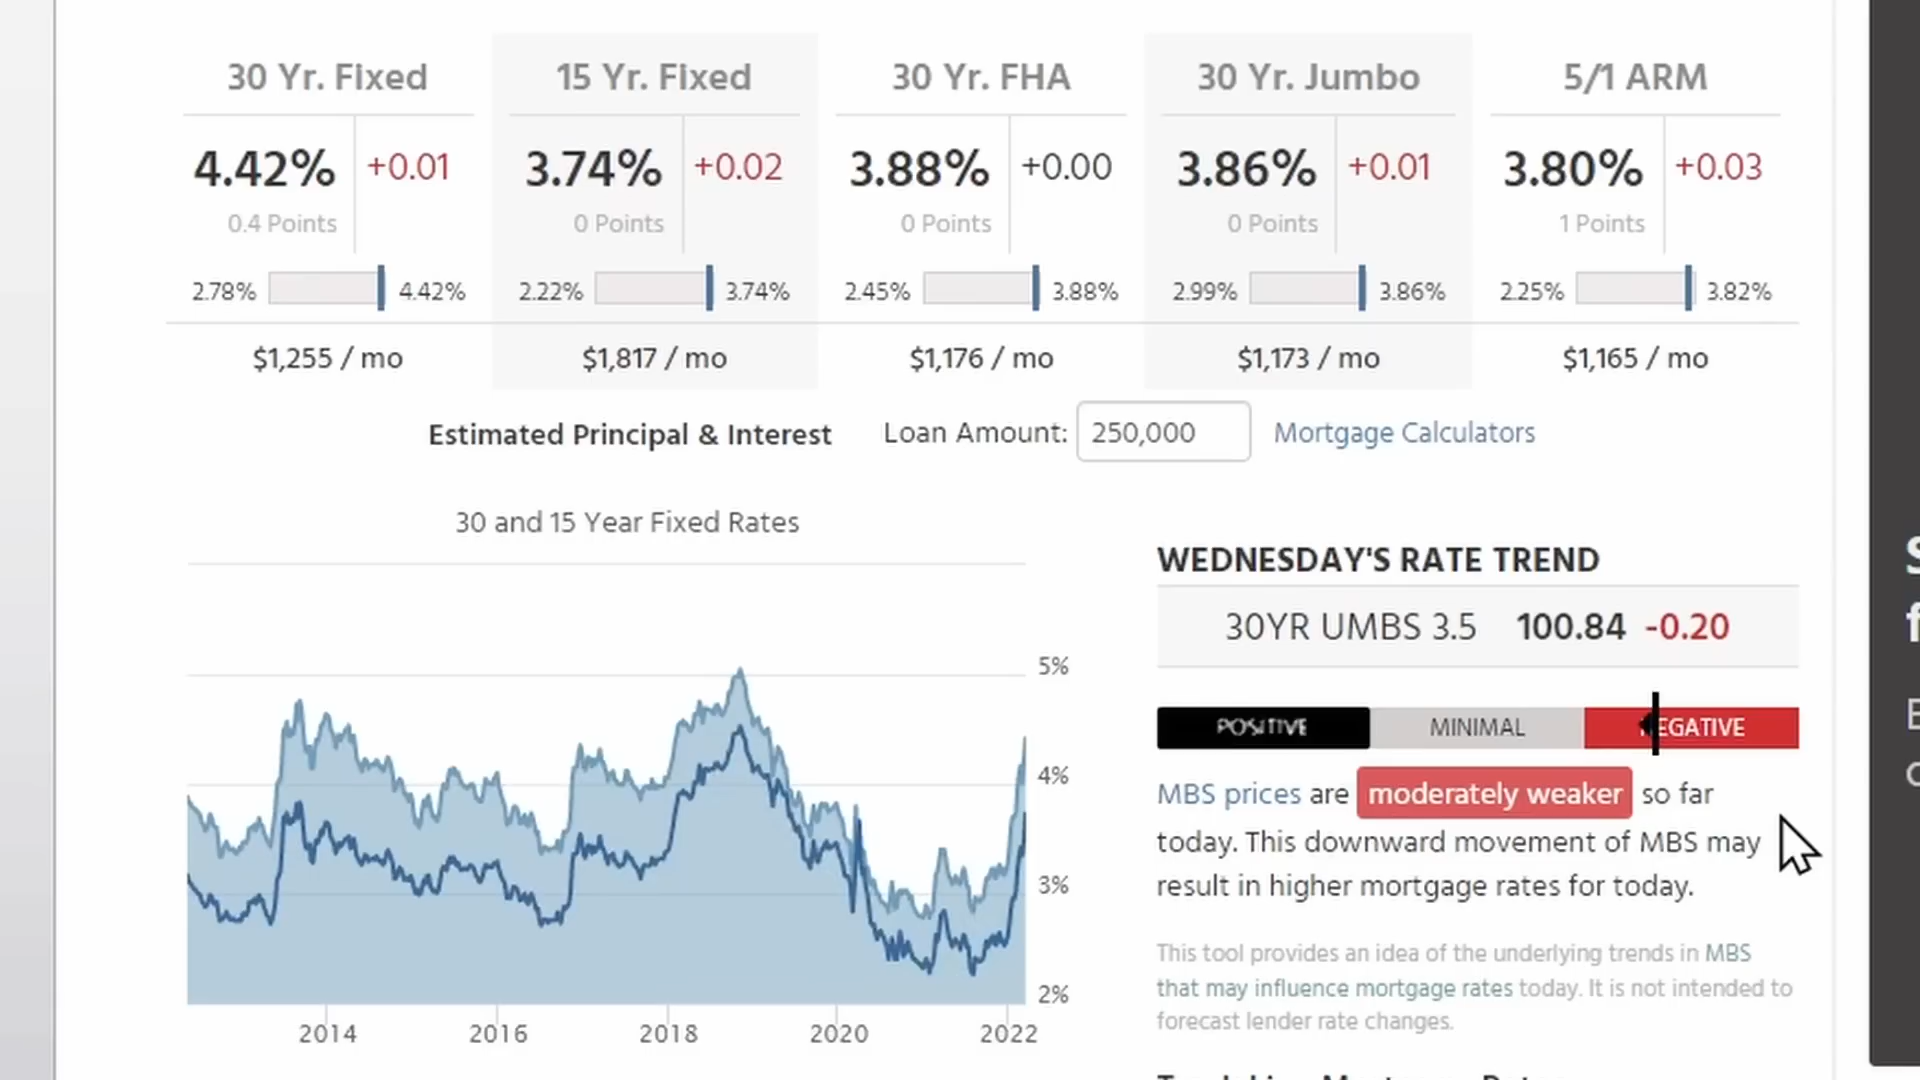 30 Yr. Fixed
15 Yr. Fixed
30 Yr. FHA
30 Yr. Jumbo
5/1 ARM
4.42% +0.01
3.74% +0.02
3.88% +0.00
3.86% +0.01
3.80% +0.03
0.4 Points
0 Points
0 Points
0 Points
1 Points
2.78% 4.42%
2.22% 3.74%
2.45% 3.88%
2.99% 3.86%
2.25% 3.82%
$1,255 / mo
$1,817 / mo
$1,176 / mo
$1,173 / mo
$1,165 / mo
Estimated Principal & Interest Loan Amount: 250,000 Mortgage Calculators
30 and 15 Year Fixed Rates
5%
4%
3%
2%
2014 2016 2018 2020 2022
WEDNESDAY'S RATE TREND
30YR UMBS 3.5 100.84 -0.20
POSITIVE MINIMAL NEGATIVE
MBS prices are moderately weaker so far
today. This downward movement of MBS may
result in higher mortgage rates for today.
This tool provides an idea of the underlying trends in MBS
that may influence mortgage rates today. It is not intended to
forecast lender rate changes.